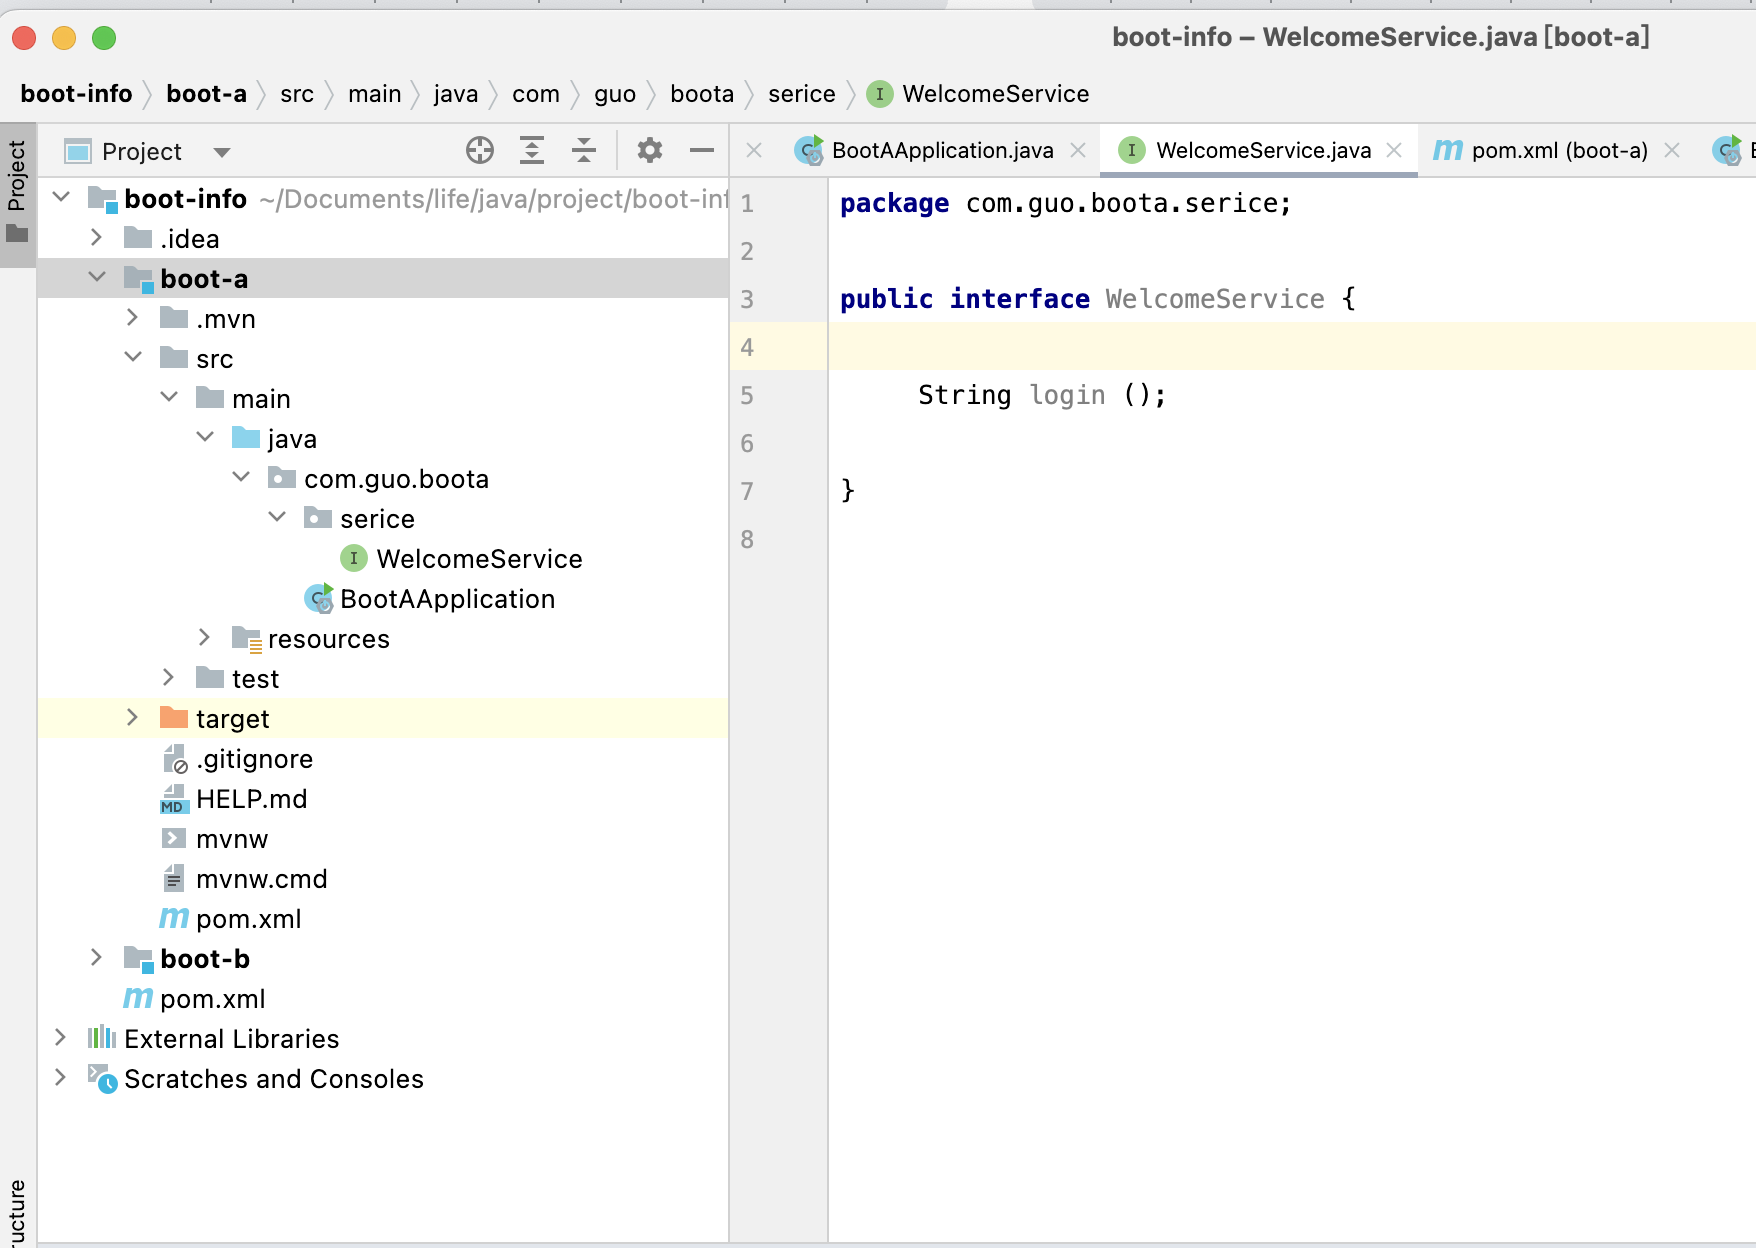 boot-info – WelcomeService.java [boot-a]
boot-info boot-a src main java com guo boota serice I WelcomeService
Project
Project
BootAApplication.java
I WelcomeService.java
m pom.xml (boot-a)
boot-info ~/Documents/life/java/project/boot-inf
.idea
boot-a
.mvn
src
main
java
com.guo.boota
serice
I WelcomeService
BootAApplication
resources
test
target
.gitignore
MD HELP.md
mvnw
mvnw.cmd
m pom.xml
boot-b
m pom.xml
External Libraries
Scratches and Consoles
ructure
1 package com.guo.boota.serice;
2
3 public interface WelcomeService {
4
5 String login ();
6
7 }
8